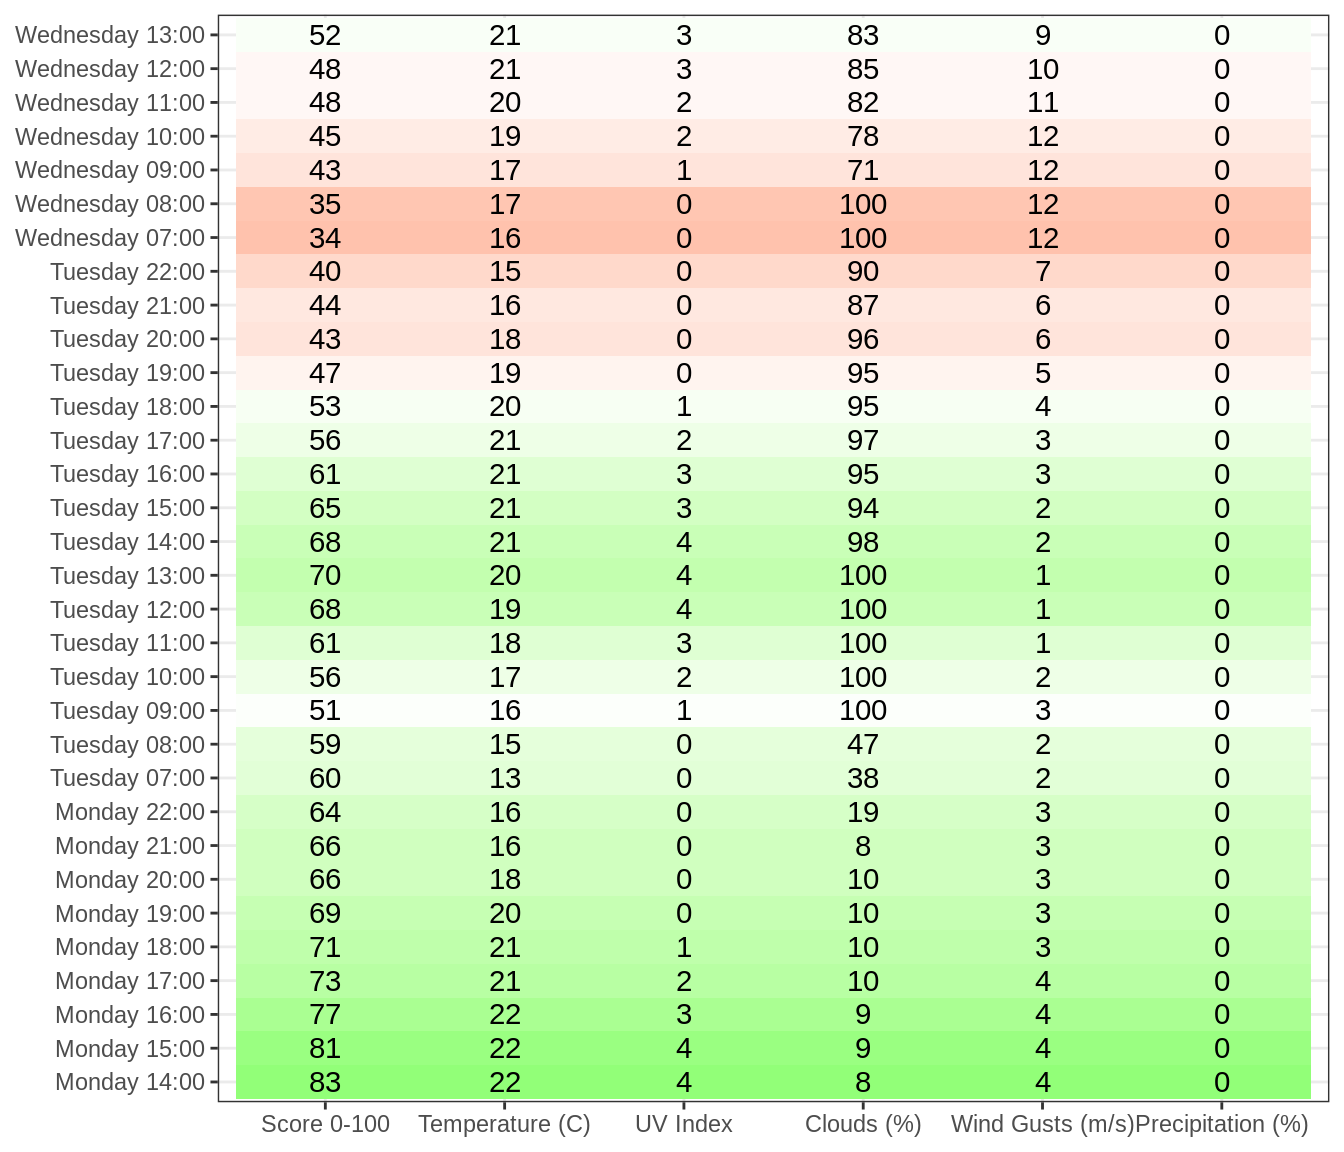 Wednesday 13:00 52 21 3 83 9 0
Wednesday 12:00 48 21 3 85 10 0
Wednesday 11:00 48 20 2 82 11 0
Wednesday 10:00 45 19 2 78 12 0
Wednesday 09:00 43 17 1 71 12 0
Wednesday 08:00 35 17 0 100 12 0
Wednesday 07:00 34 16 0 100 12 0
Tuesday 22:00 40 15 0 90 7 0
Tuesday 21:00 44 16 0 87 6 0
Tuesday 20:00 43 18 0 96 6 0
Tuesday 19:00 47 19 0 95 5 0
Tuesday 18:00 53 20 1 95 4 0
Tuesday 17:00 56 21 2 97 3 0
Tuesday 16:00 61 21 3 95 3 0
Tuesday 15:00 65 21 3 94 2 0
Tuesday 14:00 68 21 4 98 2 0
Tuesday 13:00 70 20 4 100 1 0
Tuesday 12:00 68 19 4 100 1 0
Tuesday 11:00 61 18 3 100 1 0
Tuesday 10:00 56 17 2 100 2 0
Tuesday 09:00 51 16 1 100 3 0
Tuesday 08:00 59 15 0 47 2 0
Tuesday 07:00 60 13 0 38 2 0
Monday 22:00 64 16 0 19 3 0
Monday 21:00 66 16 0 8 3 0
Monday 20:00 66 18 0 10 3 0
Monday 19:00 69 20 0 10 3 0
Monday 18:00 71 21 1 10 3 0
Monday 17:00 73 21 2 10 4 0
Monday 16:00 77 22 3 9 4 0
Monday 15:00 81 22 4 9 4 0
Monday 14:00 83 22 4 8 4 0
Score 0-100 Temperature (C) UV Index Clouds (%) Wind Gusts (m/s) Precipitation (%)